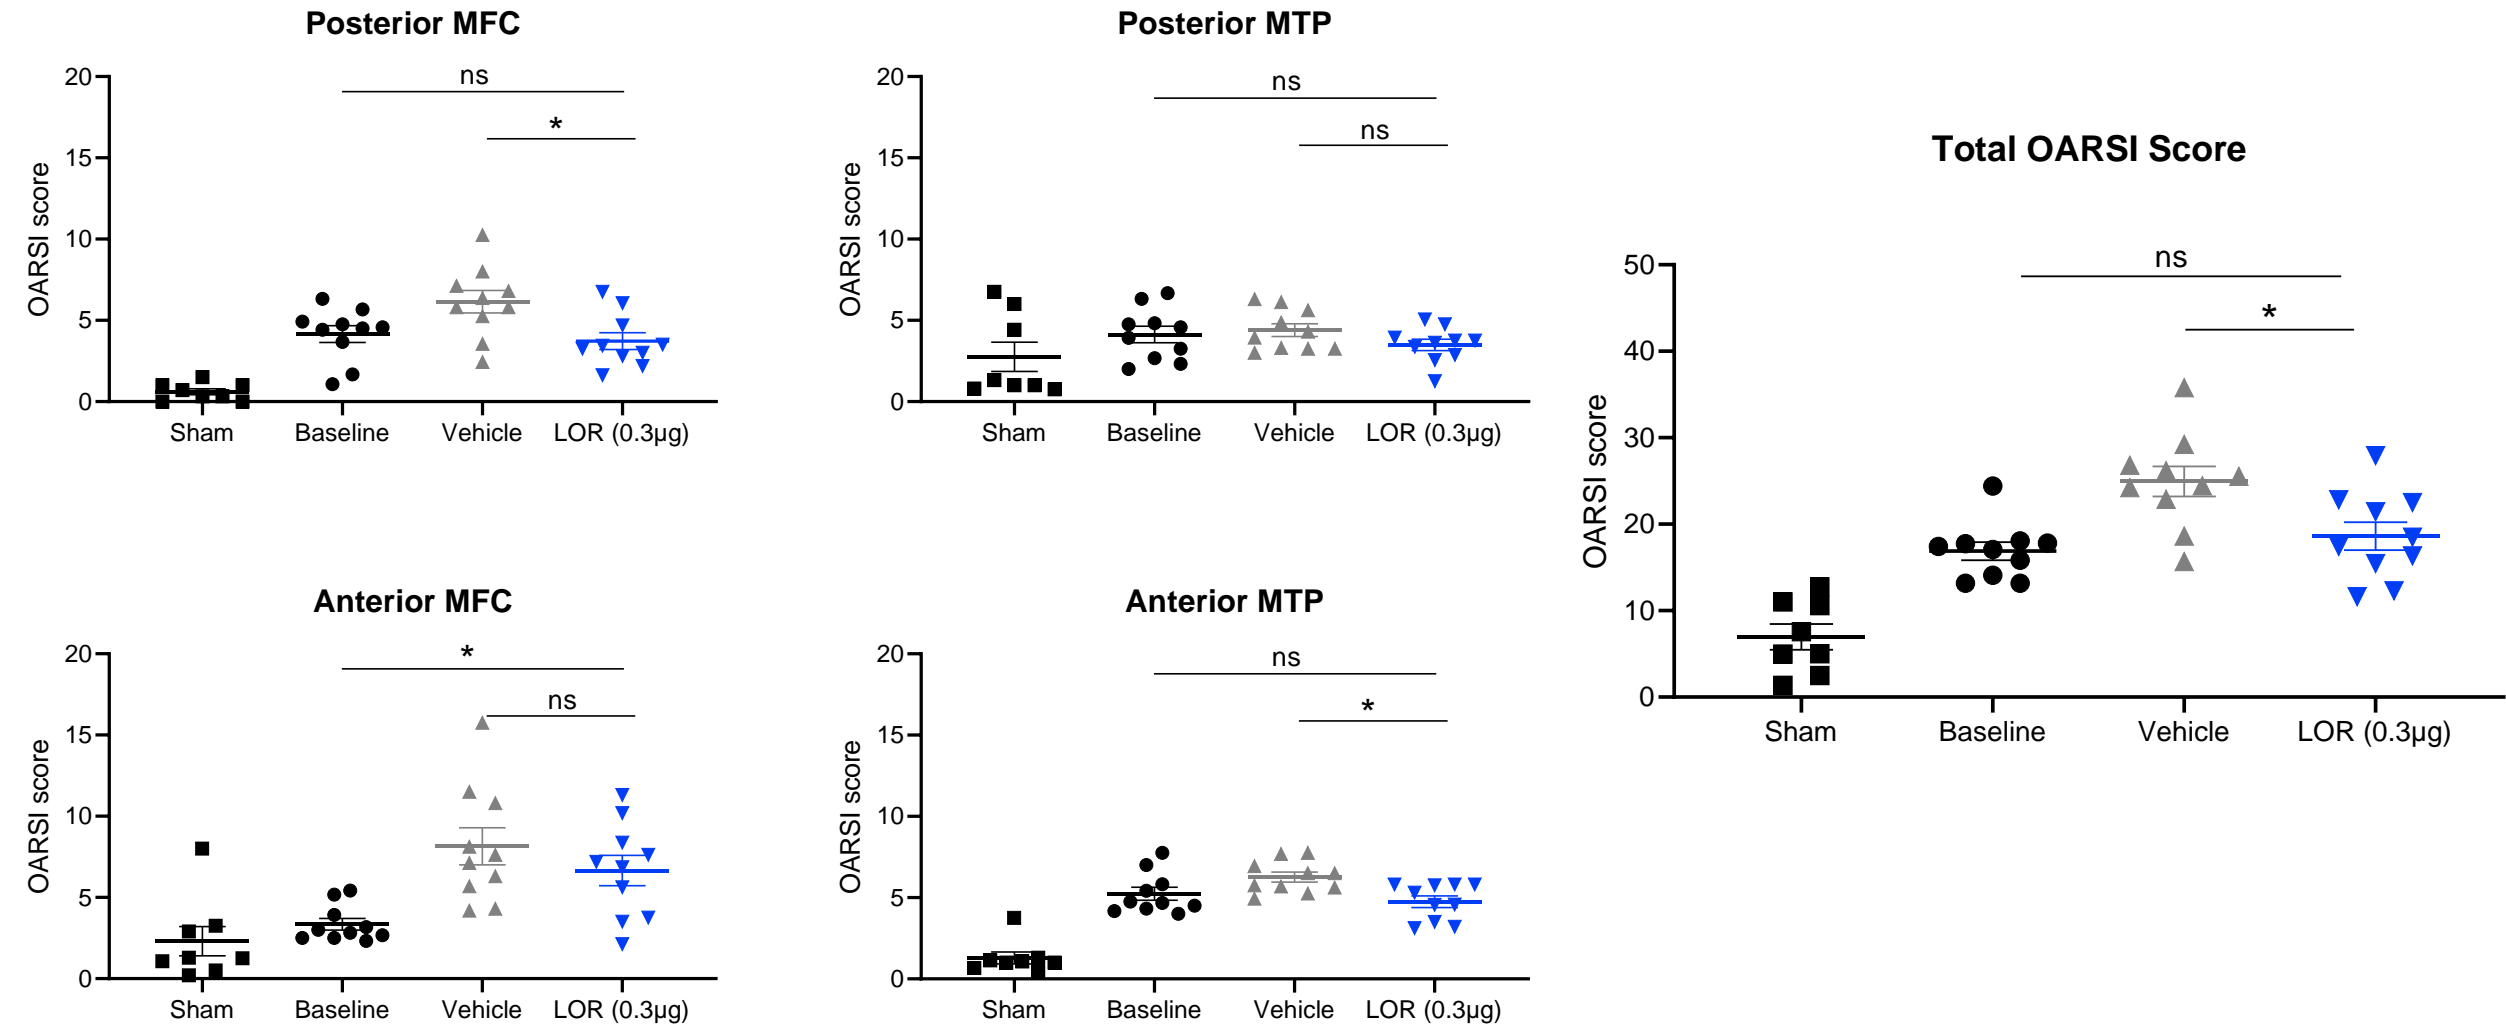 Posterior MFC
OARSI score
20
15
10
5
0
ns
*
Sham Baseline Vehicle LOR (0.3µg)
Posterior MTP
OARSI score
20
15
10
5
0
ns
ns
Sham Baseline Vehicle LOR (0.3µg)
Anterior MFC
OARSI score
20
15
10
5
0
*
ns
Sham Baseline Vehicle LOR (0.3µg)
Anterior MTP
OARSI score
20
15
10
5
0
ns
*
Sham Baseline Vehicle LOR (0.3µg)
Total OARSI Score
OARSI score
50
40
30
20
10
0
ns
*
Sham Baseline Vehicle LOR (0.3µg)